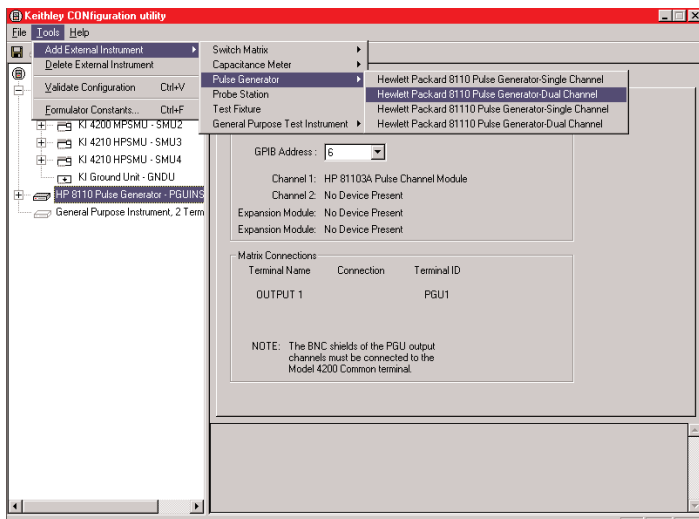 Keithley CONfiguration utility
File Tools Help
Add External Instrument
Delete External Instrument
Validate Configuration Ctrl+V
Formulator Constants... Ctrl+F
Switch Matrix
Capacitance Meter
Pulse Generator
Probe Station
Test Fixture
General Purpose Test Instrument
Hewlett Packard 8110 Pulse Generator-Single Channel
Hewlett Packard 8110 Pulse Generator-Dual Channel
Hewlett Packard 81110 Pulse Generator-Single Channel
Hewlett Packard 81110 Pulse Generator-Dual Channel
KI 4200 MPSMU - SMU2
KI 4210 HPSMU - SMU3
KI 4210 HPSMU - SMU4
KI Ground Unit - GNDU
HP 8110 Pulse Generator - PGUINS
General Purpose Instrument, 2 Term
GPIB Address : 6
Channel 1: HP 81103A Pulse Channel Module
Channel 2: No Device Present
Expansion Module: No Device Present
Expansion Module: No Device Present
Matrix Connections
Terminal Name Connection Terminal ID
OUTPUT 1 PGU1
NOTE: The BNC shields of the PGU output
channels must be connected to the
Model 4200 Common terminal.